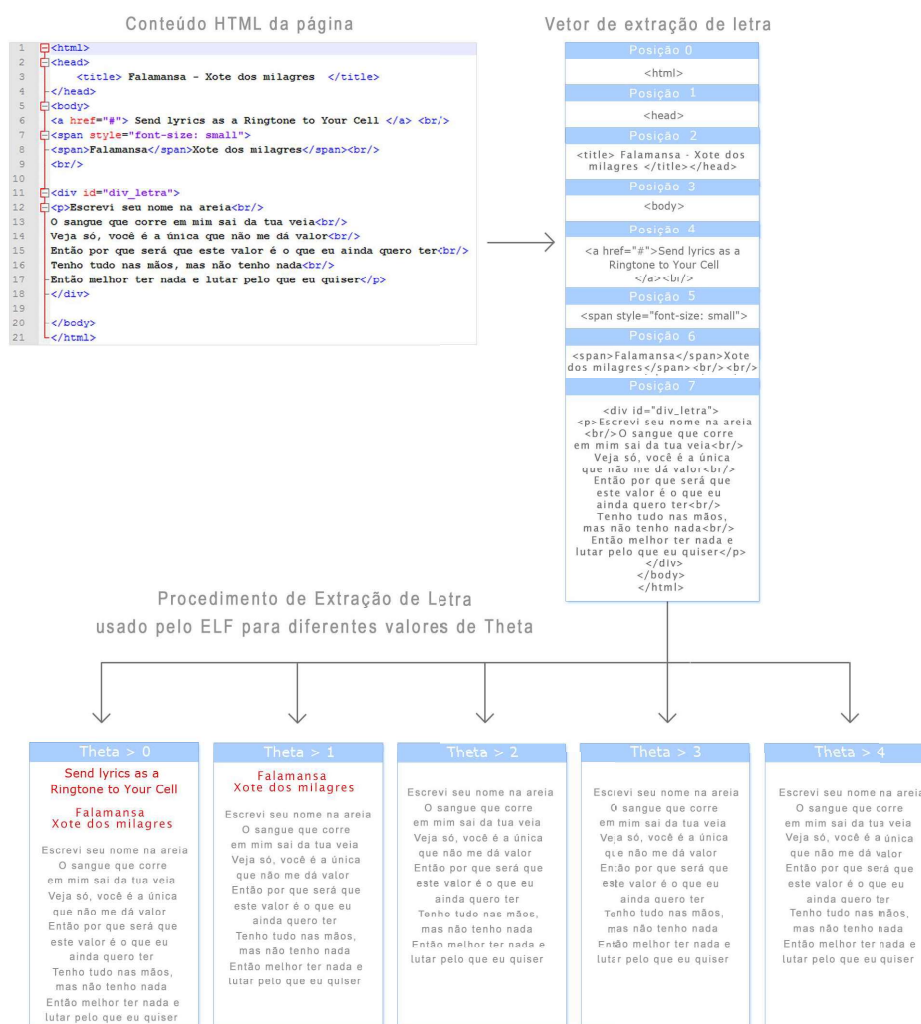 Conteúdo HTML da página
1 <html>
2 <head>
3 <title> Falamansa - Xote dos milagres </title>
4 </head>
5 <body>
6 <a href="#"> Send lyrics as a Ringtone to Your Cell </a> <br/>
7 <span style="font-size: small">
8 <span>Falamansa</span>Xote dos milagres</span><br/>
9 <br/>
10
11 <div id="div_letra">
12 <p>Escrevi seu nome na areia<br/>
13 O sangue que corre em mim sai da tua veia<br/>
14 Veja só, você é a única que não me dá valor<br/>
15 Então por que será que este valor é o que eu ainda quero ter<br/>
16 Tenho tudo nas mãos, mas não tenho nada<br/>
17 Então melhor ter nada e lutar pelo que eu quiser</p>
18 </div>
19
20 </body>
21 </html>
Vetor de extração de letra
Posição 0
<html>
Posição 1
<head>
Posição 2
<title> Falamansa - Xote dos
milagres </title></head>
Posição 3
<body>
Posição 4
<a href="#">Send lyrics as a
Ringtone to Your Cell
</a><br/>
Posição 5
<span style="font-size: small">
Posição 6
<span>Falamansa</span>Xote
dos milagres</span><br/><br/>
Posição 7
<div id="div_letra">
<p>Escrevi seu nome na areia
<br/>O sangue que corre
em mim sai da tua veia<br/>
Veja só, você é a única
que não me dá valor<br/>
Então por que será que
este valor é o que eu
ainda quero ter<br/>
Tenho tudo nas mãos,
mas não tenho nada<br/>
Então melhor ter nada e
lutar pelo que eu quiser</p>
</div>
</body>
</html>
Procedimento de Extração de Letra
usado pelo ELF para diferentes valores de Theta
Theta > 0
Send lyrics as a
Ringtone to Your Cell
Falamansa
Xote dos milagres
Escrevi seu nome na areia
O sangue que corre
em mim sai da tua veia
Veja só, você é a única
que não me dá valor
Então por que será que
este valor é o que eu
ainda quero ter
Tenho tudo nas mãos,
mas não tenho nada
Então melhor ter nada e
lutar pelo que eu quiser
Theta > 1
Falamansa
Xote dos milagres
Escrevi seu nome na areia
O sangue que corre
em mim sai da tua veia
Veja só, você é a única
que não me dá valor
Então por que será que
este valor é o que eu
ainda quero ter
Tenho tudo nas mãos,
mas não tenho nada
Então melhor ter nada e
lutar pelo que eu quiser
Theta > 2
Escrevi seu nome na areia
O sangue que corre
em mim sai da tua veia
Veja só, você é a única
que não me dá valor
Então por que será que
este valor é o que eu
ainda quero ter
Tenho tudo nas mãos,
mas não tenho nada
Então melhor ter nada e
lutar pelo que eu quiser
Theta > 3
Escrevi seu nome na areia
O sangue que corre
em mim sai da tua veia
Veja só, você é a única
que não me dá valor
Então por que será que
este valor é o que eu
ainda quero ter
Tenho tudo nas mãos,
mas não tenho nada
Então melhor ter nada e
lutar pelo que eu quiser
Theta > 4
Escrevi seu nome na areia
O sangue que corre
em mim sai da tua veia
Veja só, você é a única
que não me dá valor
Então por que será que
este valor é o que eu
ainda quero ter
Tenho tudo nas mãos,
mas não tenho nada
Então melhor ter nada e
lutar pelo que eu quiser